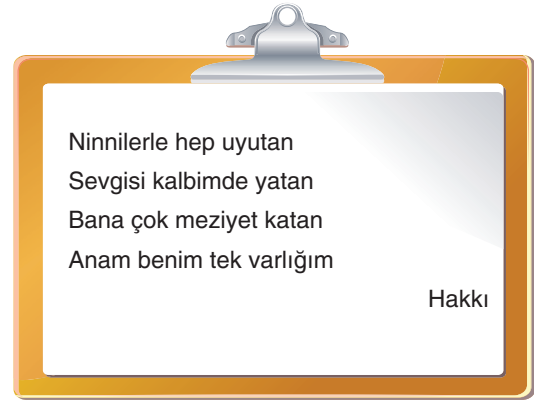 Ninnilerle hep uyutan
Sevgisi kalbimde yatan
Bana çok meziyet katan
Anam benim tek varlığım
Hakkı